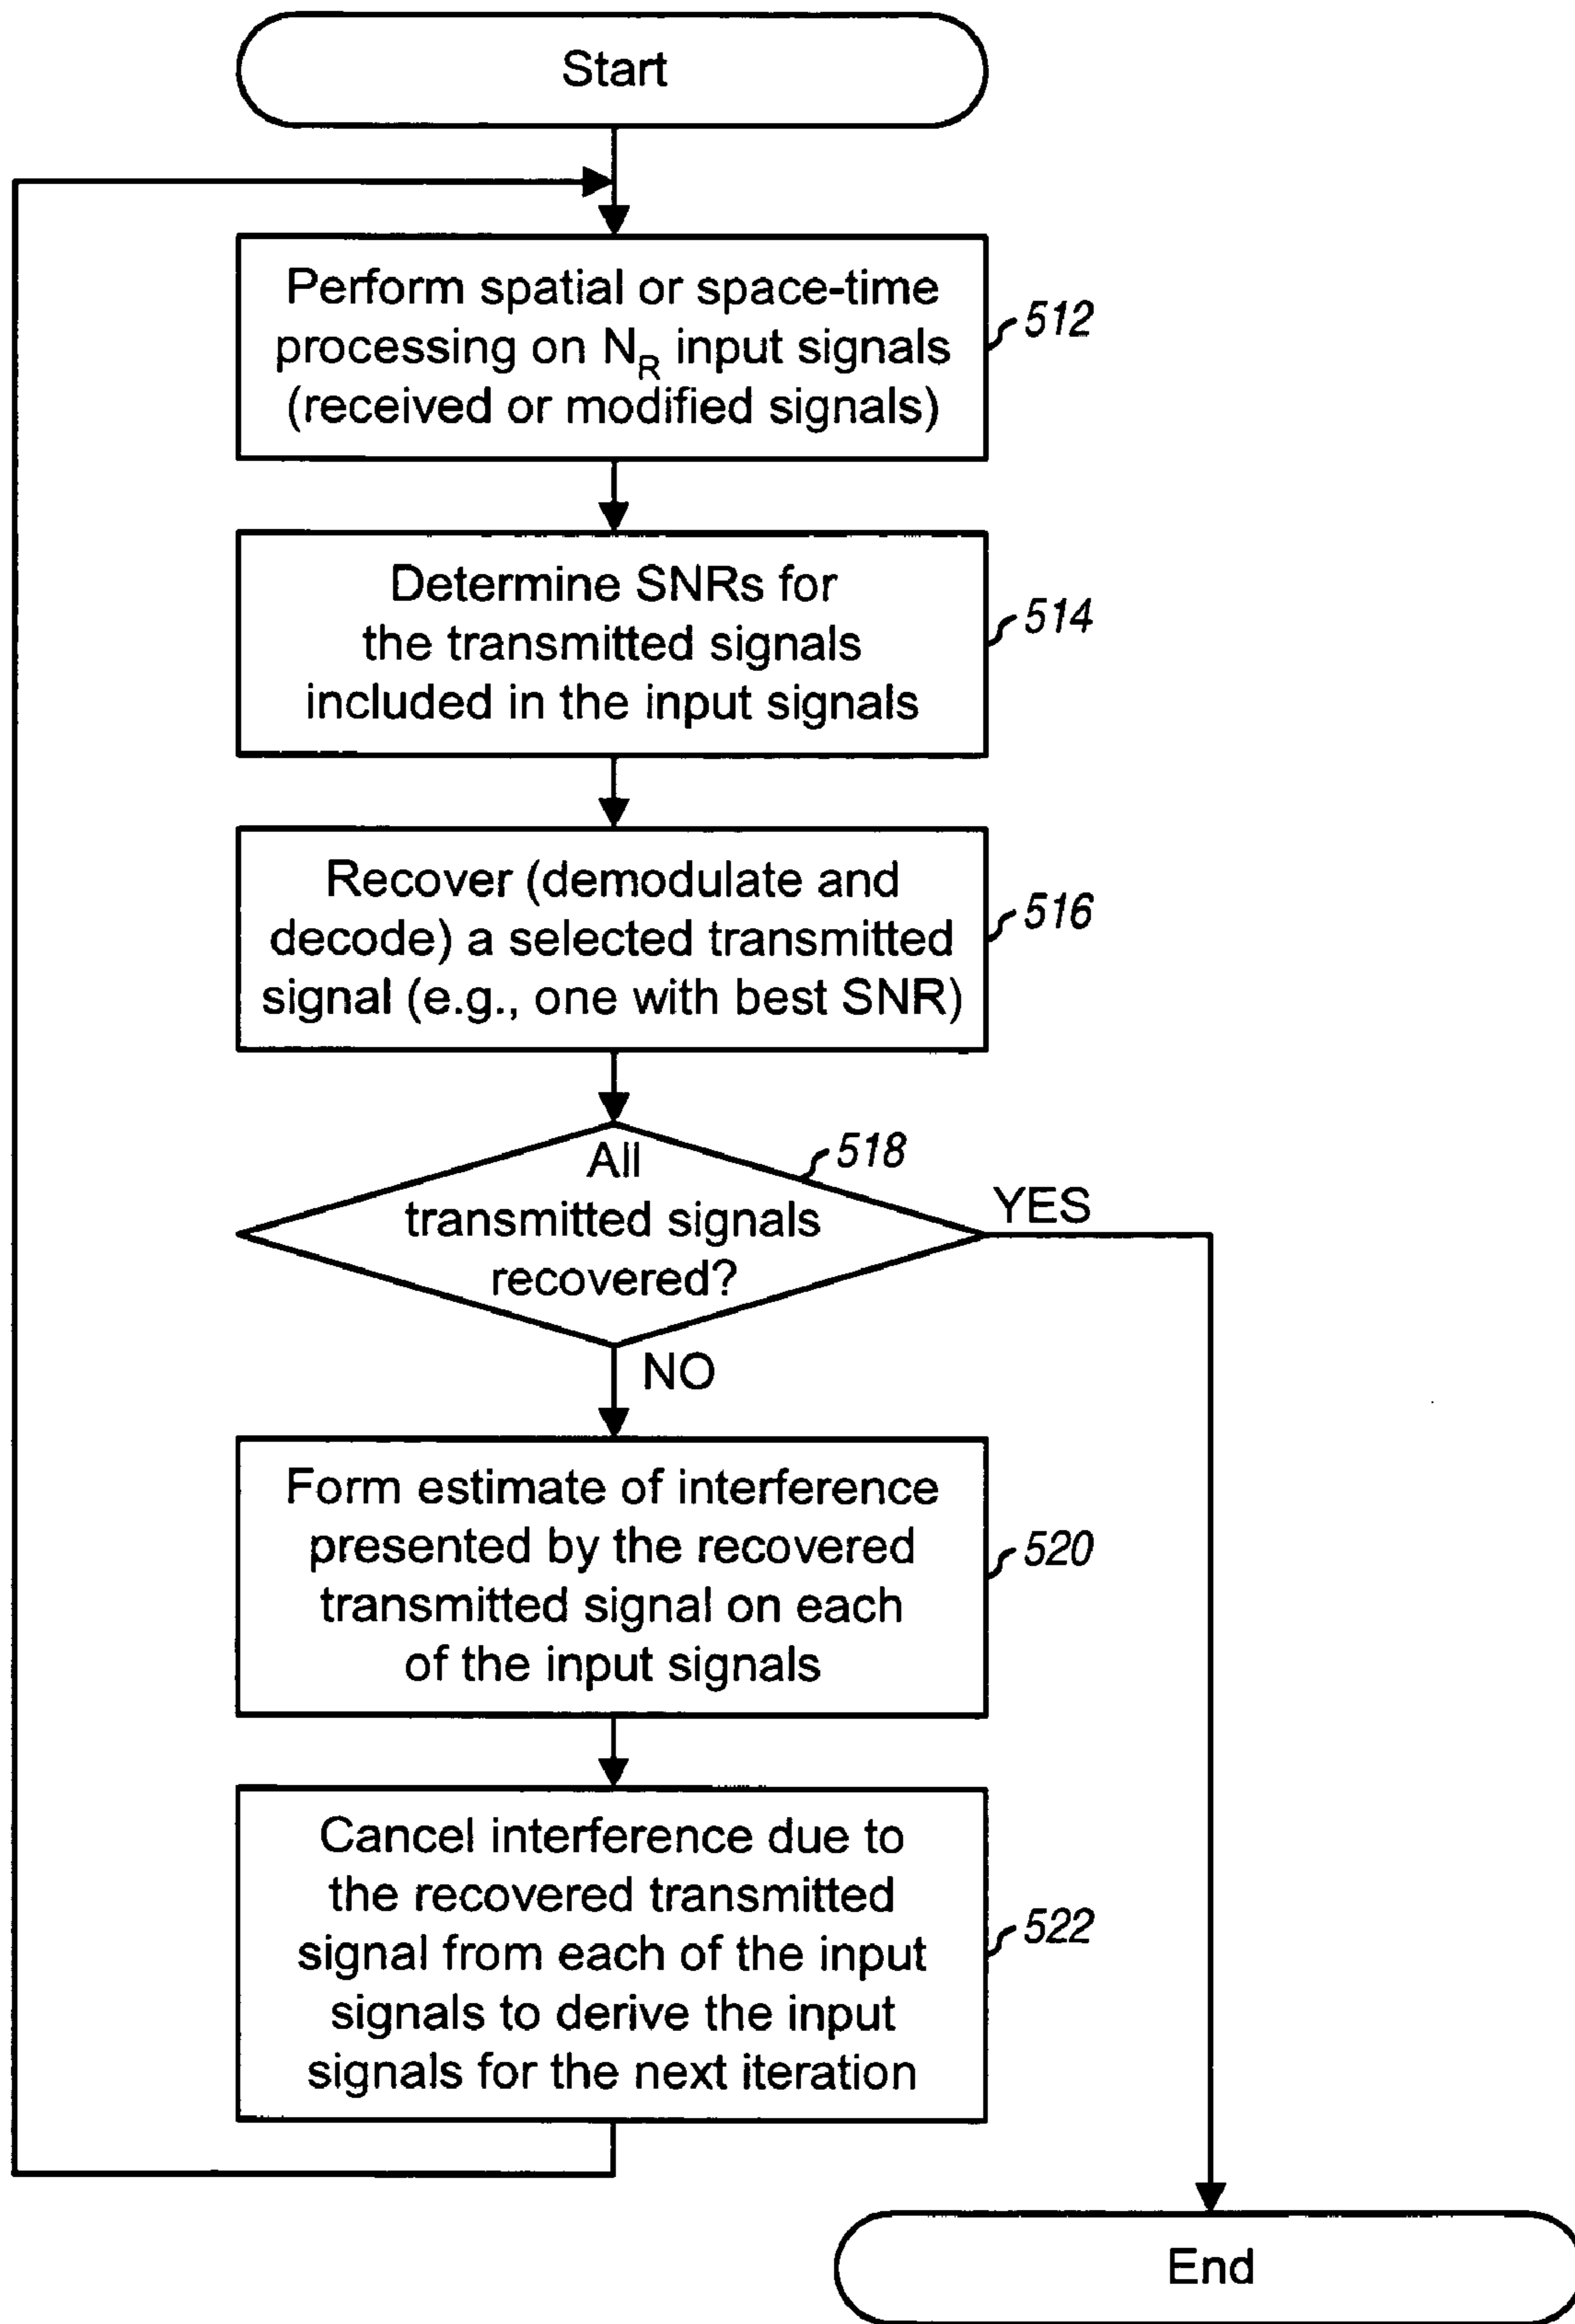 Start
Perform spatial or space-time
processing on N_R input signals
(received or modified signals)
512
Determine SNRs for
the transmitted signals
included in the input signals
514
Recover (demodulate and
decode) a selected transmitted
signal (e.g., one with best SNR)
516
All
transmitted signals
recovered?
518
YES
NO
Form estimate of interference
presented by the recovered
transmitted signal on each
of the input signals
520
Cancel interference due to
the recovered transmitted
signal from each of the input
signals to derive the input
signals for the next iteration
522
End